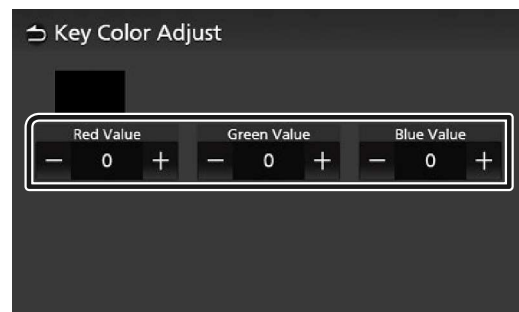 Key Color Adjust
Red Value Green Value Blue Value
− 0 + − 0 + − 0 +